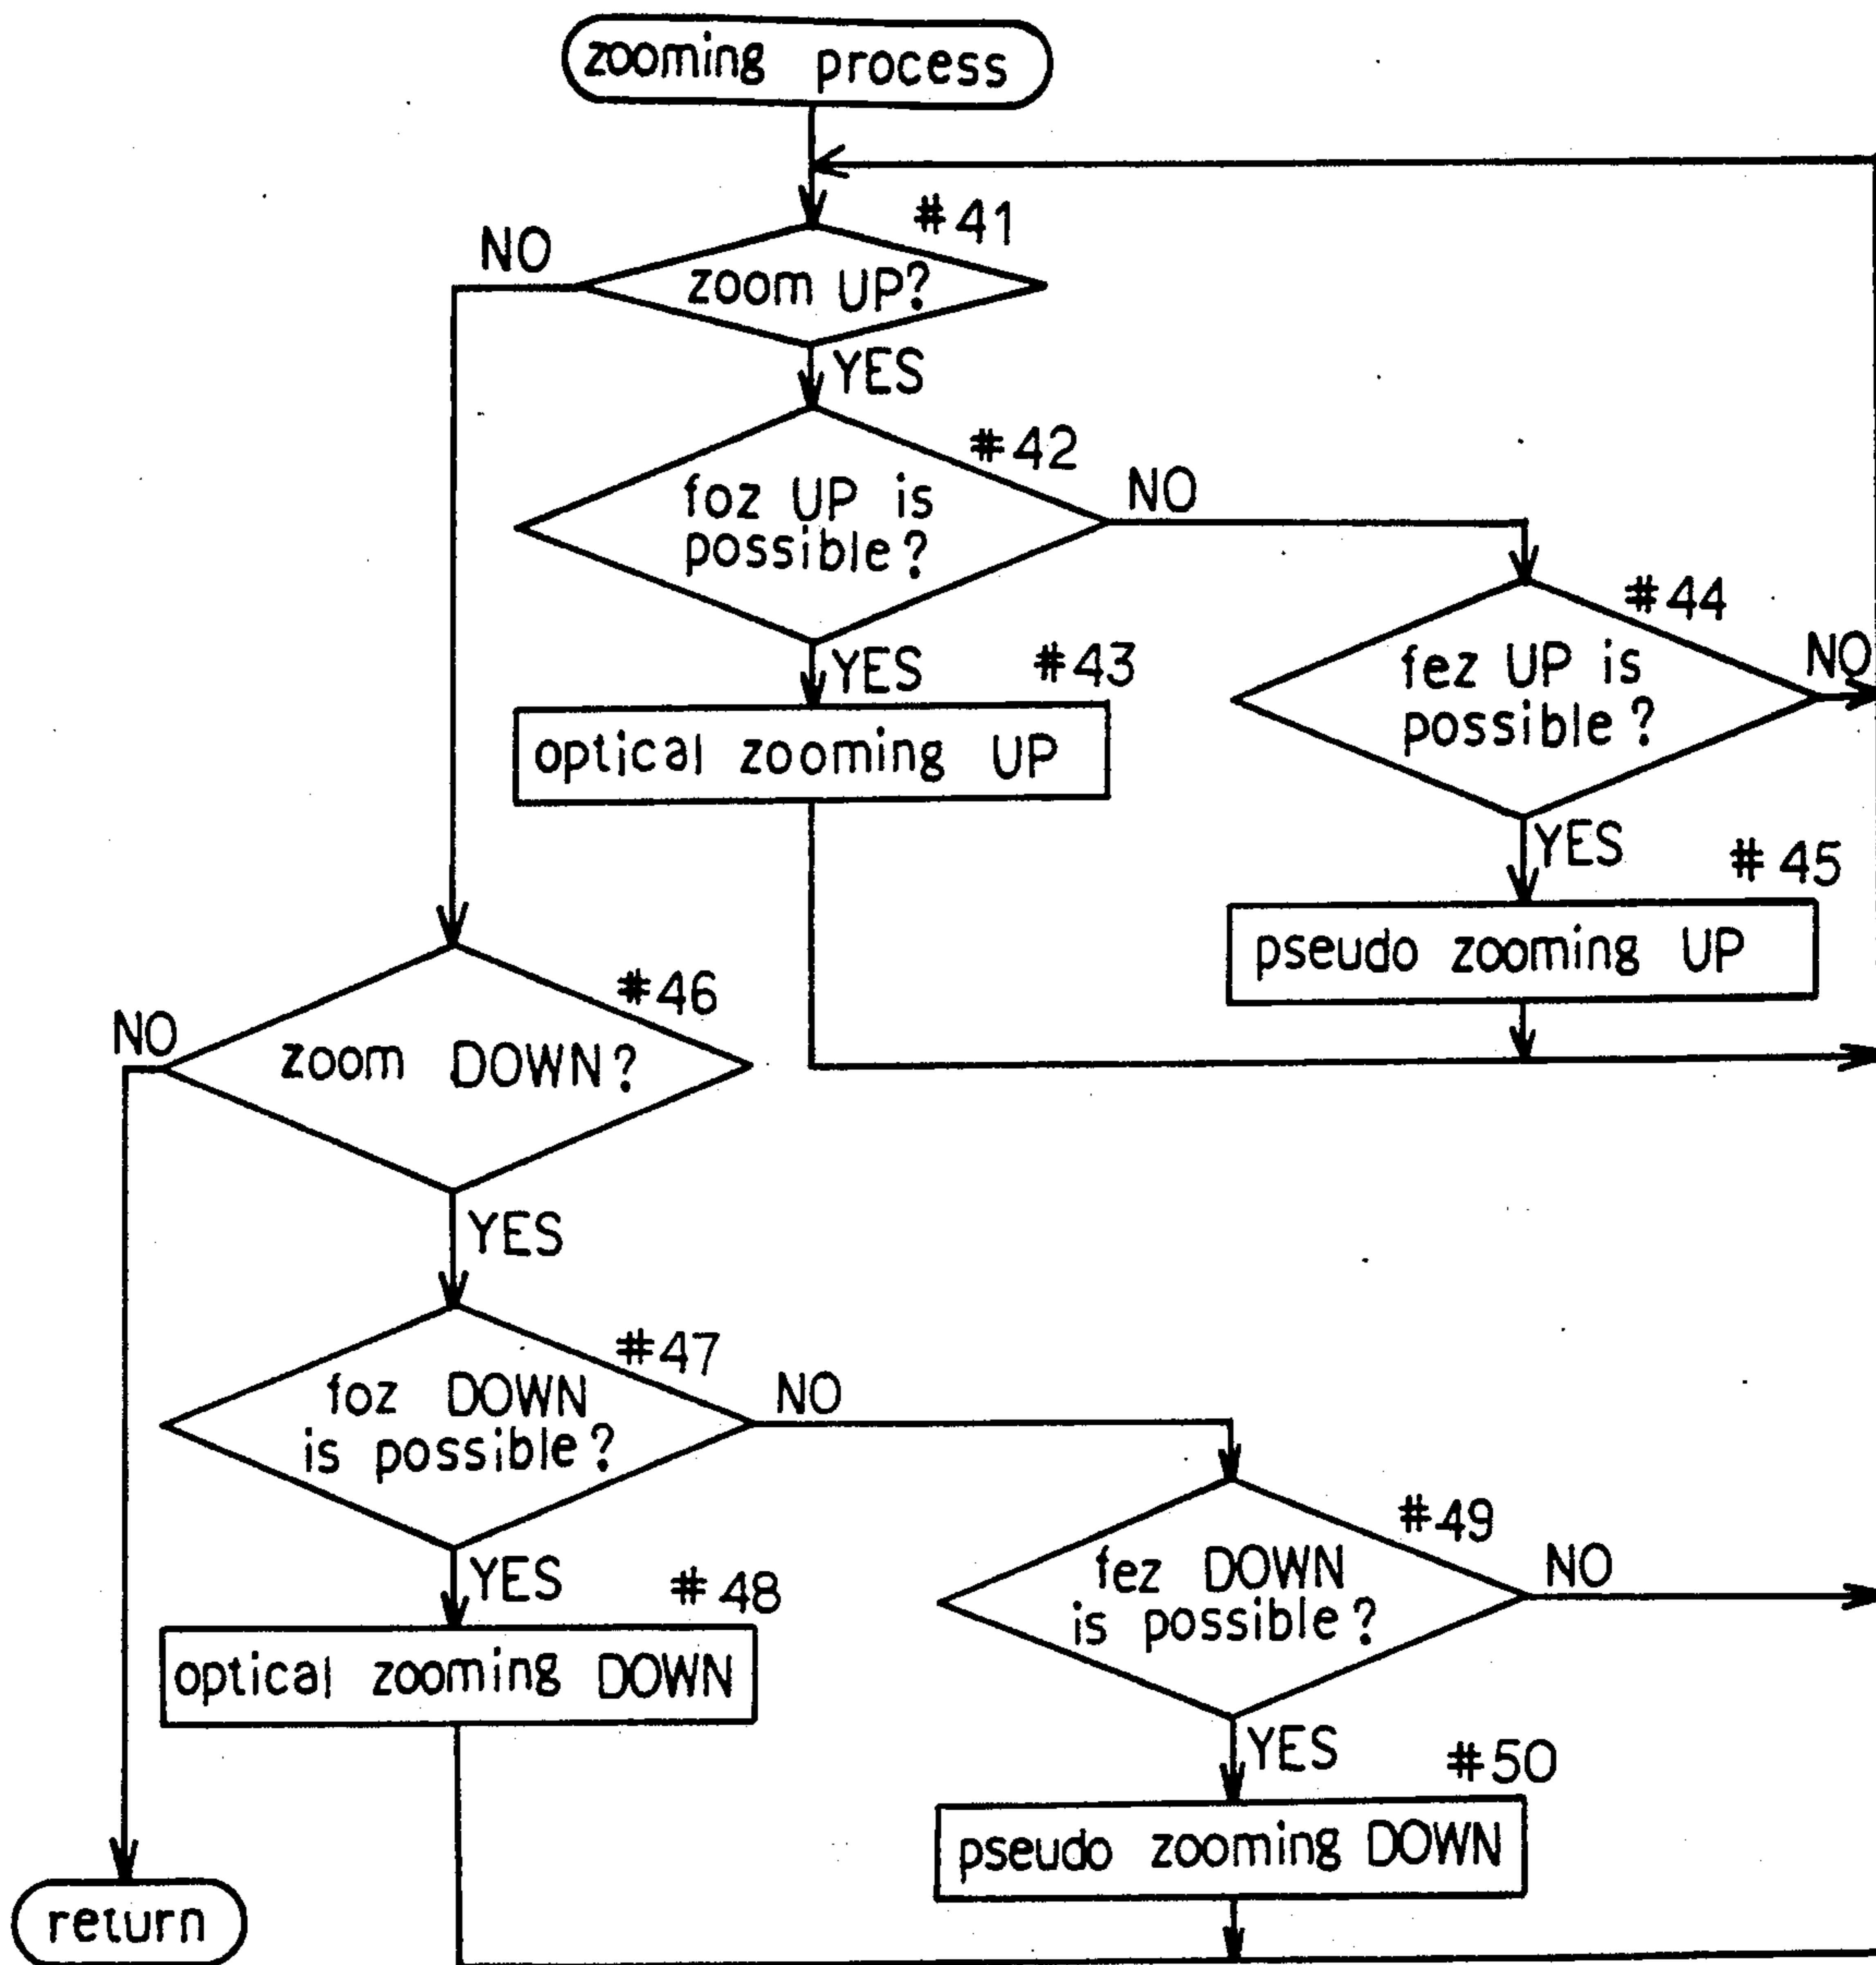 zooming process
#41
NO
zoom UP?
YES
#42
foz UP is
possible?
NO
YES
#43
optical zooming UP
#44
fez UP is
possible?
NO
YES
#45
pseudo zooming UP
#46
NO
zoom DOWN?
YES
#47
foz DOWN
is possible?
NO
YES
#48
optical zooming DOWN
#49
fez DOWN
is possible?
NO
YES
#50
pseudo zooming DOWN
return